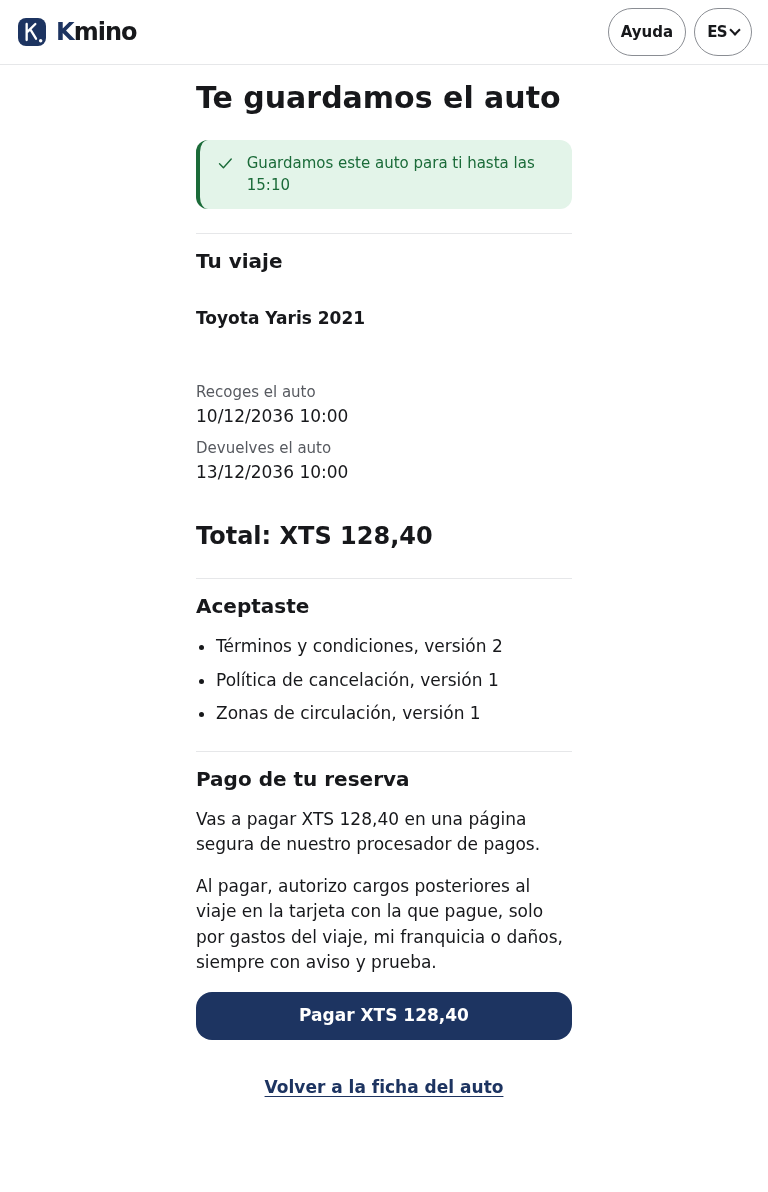 K. Kmino
Ayuda
ES
Te guardamos el auto
Guardamos este auto para ti hasta las
15:10
Tu viaje
Toyota Yaris 2021
Recoges el auto
10/12/2036 10:00
Devuelves el auto
13/12/2036 10:00
Total: XTS 128,40
Aceptaste
• Términos y condiciones, versión 2
• Política de cancelación, versión 1
• Zonas de circulación, versión 1
Pago de tu reserva
Vas a pagar XTS 128,40 en una página
segura de nuestro procesador de pagos.
Al pagar, autorizo cargos posteriores al
viaje en la tarjeta con la que pague, solo
por gastos del viaje, mi franquicia o daños,
siempre con aviso y prueba.
Pagar XTS 128,40
Volver a la ficha del auto